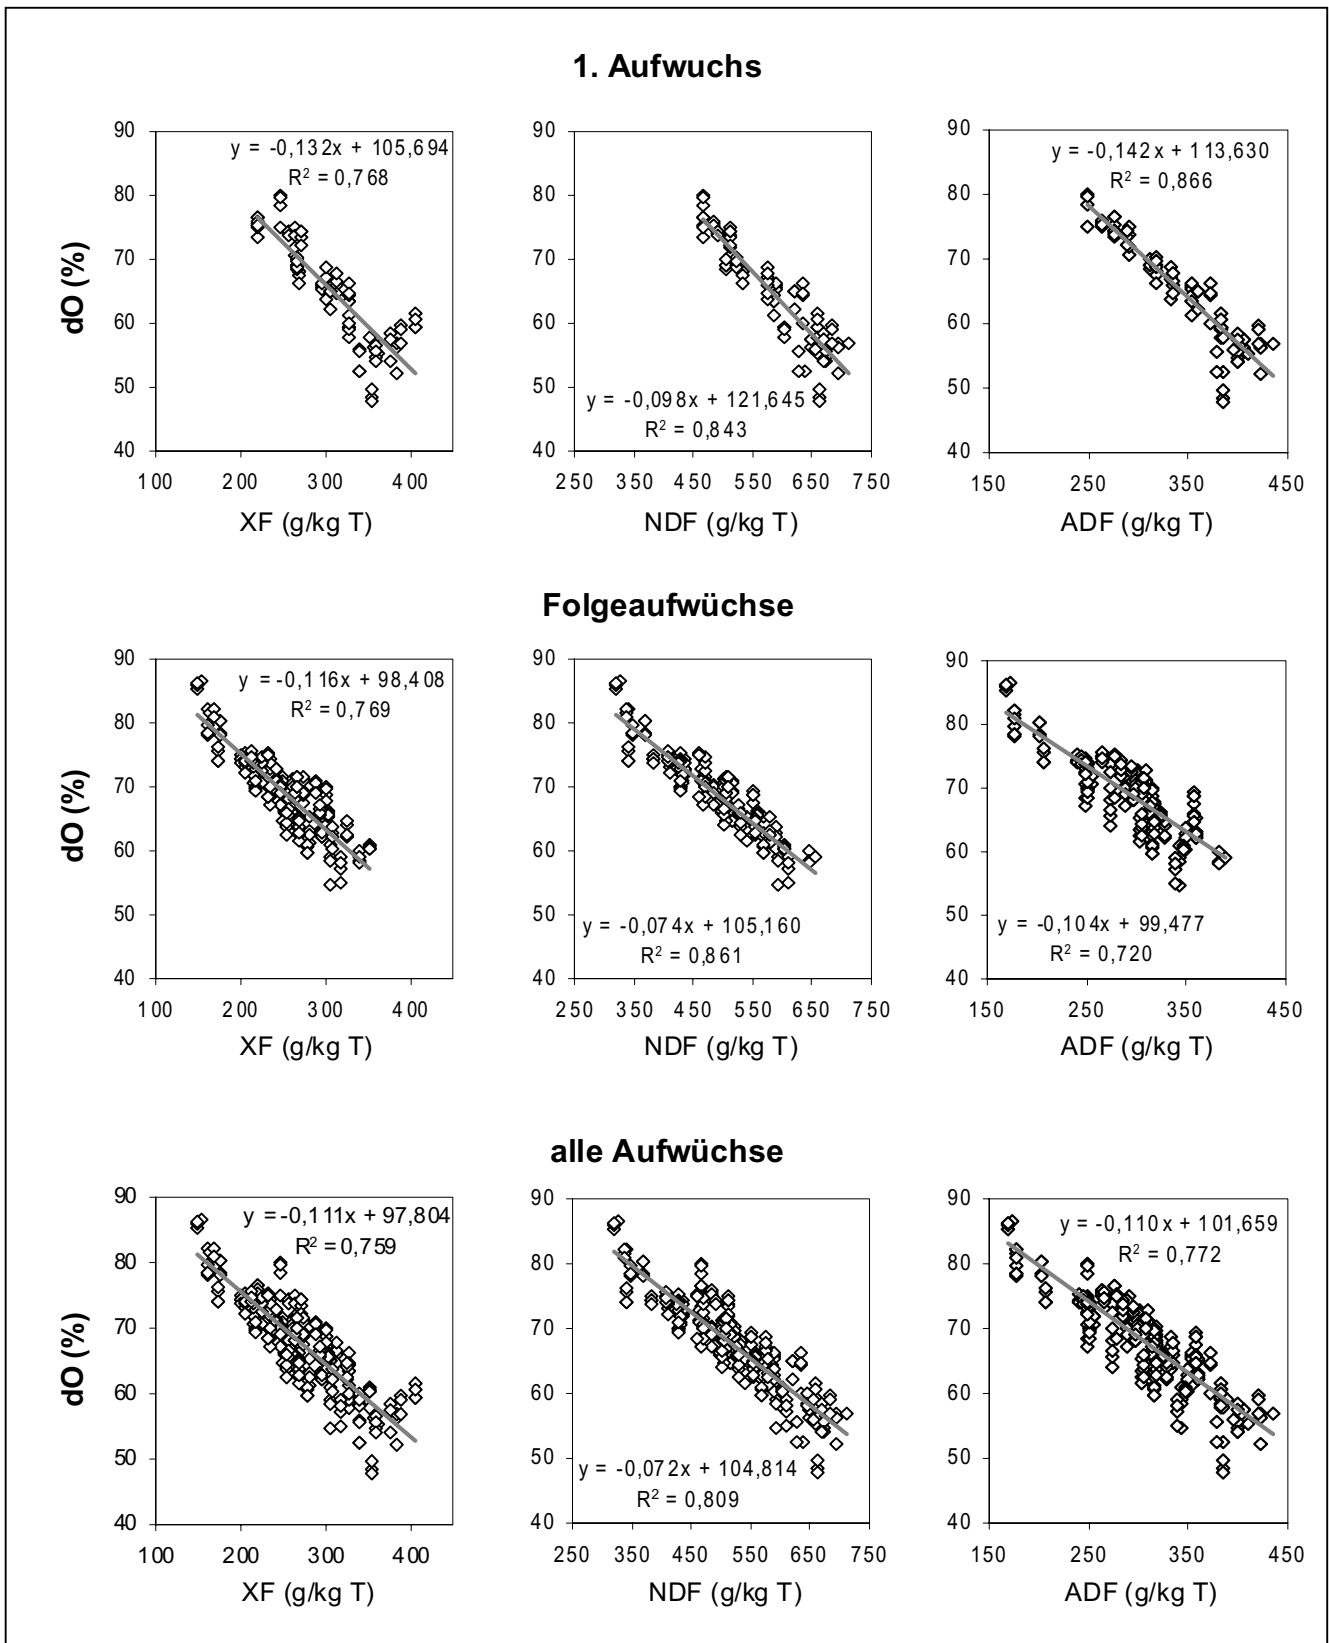 1. Aufwuchs
y = -0,132x + 105,694
R² = 0,768
90
80
70
60
50
40
100 200 300 400
XF (g/kg T)
dO (%)
y = -0,098x + 121,645
R² = 0,843
90
80
70
60
50
40
250 350 450 550 650 750
NDF (g/kg T)
y = -0,142x + 113,630
R² = 0,866
90
80
70
60
50
40
150 250 350 450
ADF (g/kg T)
Folgeaufwüchse
y = -0,116x + 98,408
R² = 0,769
90
80
70
60
50
40
100 200 300 400
XF (g/kg T)
dO (%)
y = -0,074x + 105,160
R² = 0,861
90
80
70
60
50
40
250 350 450 550 650 750
NDF (g/kg T)
y = -0,104x + 99,477
R² = 0,720
90
80
70
60
50
40
150 250 350 450
ADF (g/kg T)
alle Aufwüchse
y = -0,111x + 97,804
R² = 0,759
90
80
70
60
50
40
100 200 300 400
XF (g/kg T)
dO (%)
y = -0,072x + 104,814
R² = 0,809
90
80
70
60
50
40
250 350 450 550 650 750
NDF (g/kg T)
y = -0,110x + 101,659
R² = 0,772
90
80
70
60
50
40
150 250 350 450
ADF (g/kg T)